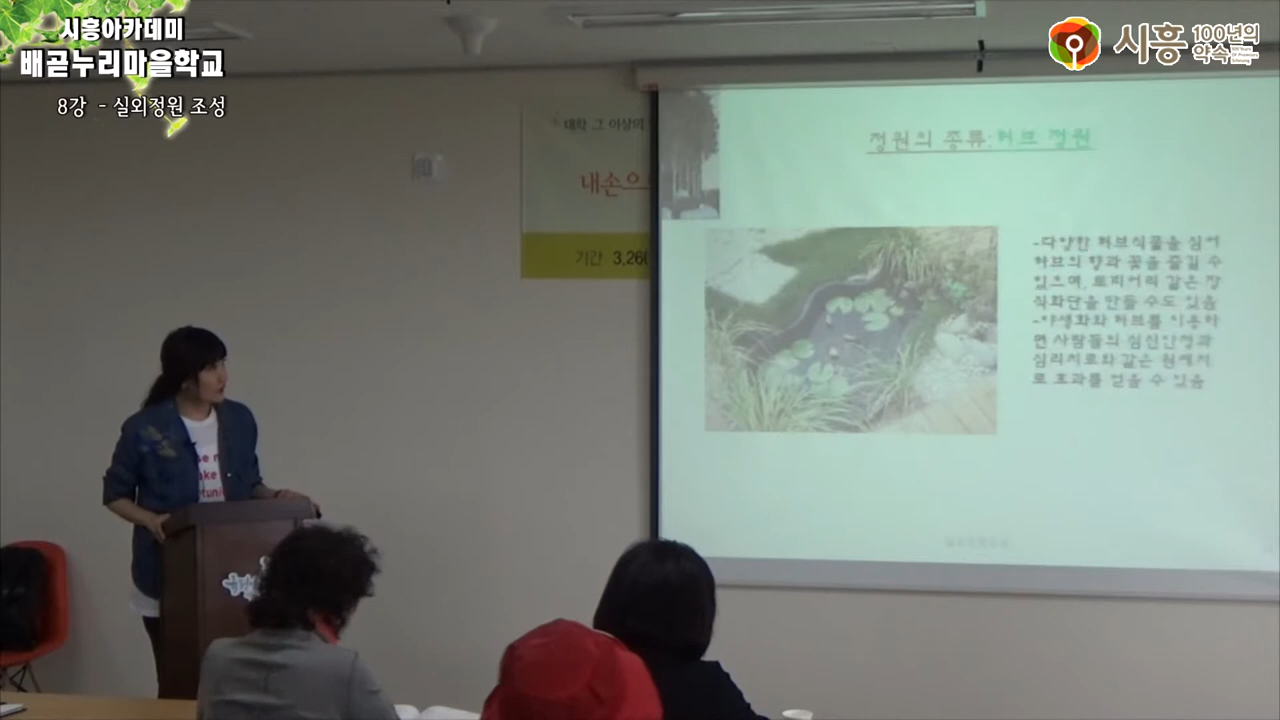 시흥아카데미
배곧누리마을학교
8강 - 실외정원 조성
시흥 100년의
약속
대학 그 이상의
내손으
기간 3.26(
정원의 종류:허브 정원
-다양한 허브식물을 심어
허브의 향과 꽃을 즐길 수
있으며, 토피어리 같은 장
식화단을 만들 수도 있음
-야생화와 허브를 이용하
면 사람들의 심신안정과
심리치료와 같은 원예치
료 효과를 얻을 수 있음